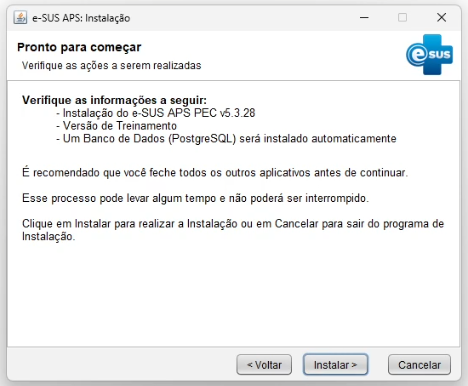 e-SUS APS: Instalação
Pronto para começar
Verifique as ações a serem realizadas
e sus
Verifique as informações a seguir:
- Instalação do e-SUS APS PEC v5.3.28
- Versão de Treinamento
- Um Banco de Dados (PostgreSQL) será instalado automaticamente
É recomendado que você feche todos os outros aplicativos antes de continuar.
Esse processo pode levar algum tempo e não poderá ser interrompido.
Clique em Instalar para realizar a Instalação ou em Cancelar para sair do programa de
Instalação.
< Voltar
Instalar >
Cancelar